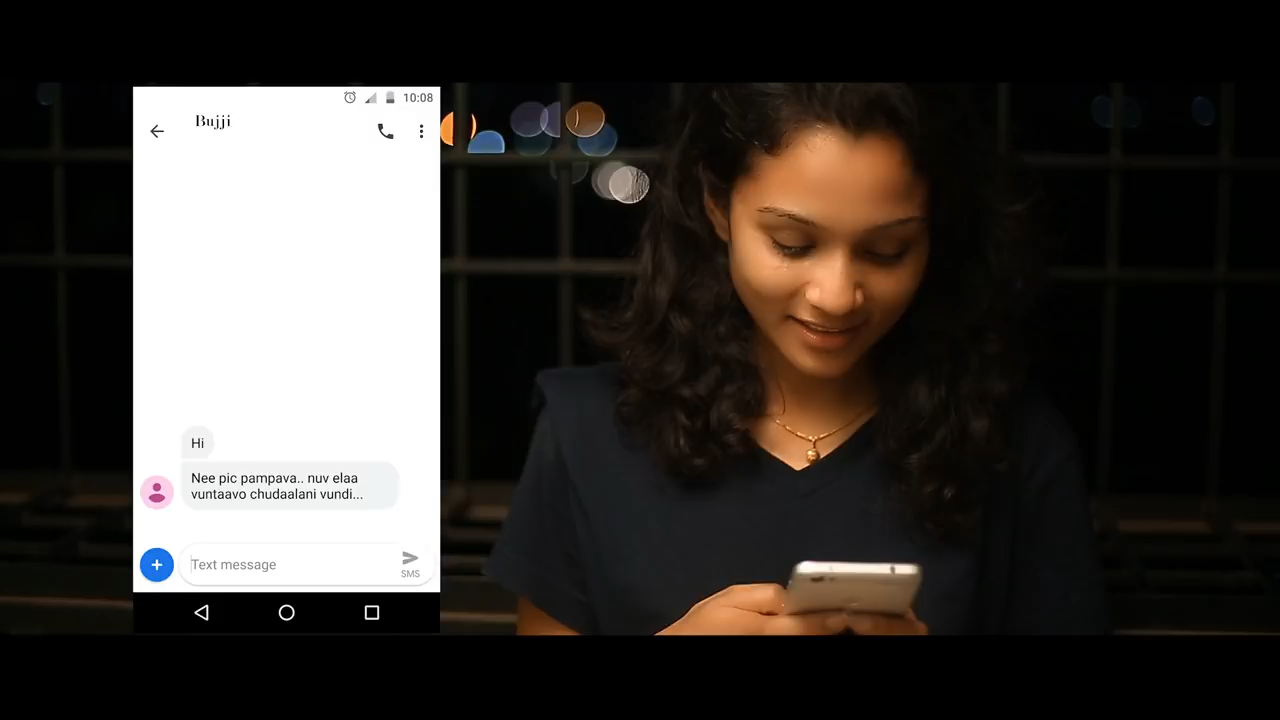 10:08
Bujji
Hi
Nee pic pampava.. nuv elaa
vuntaavo chudaalani vundi...
Text message
SMS